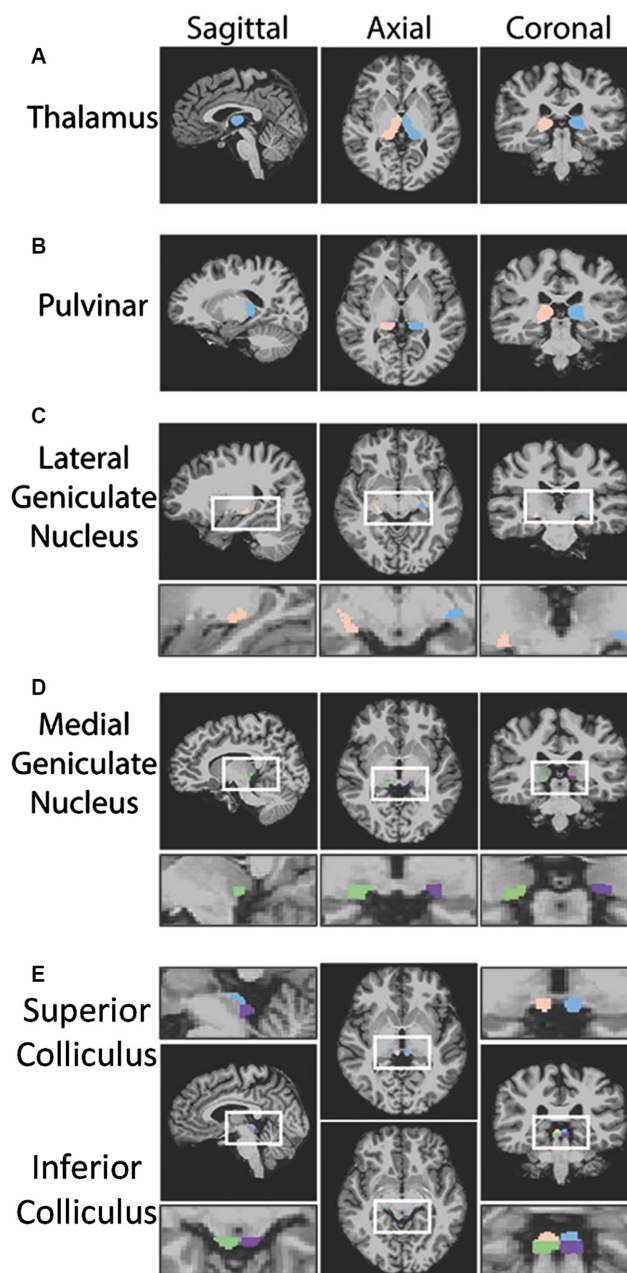 Sagittal Axial Coronal
A
Thalamus
B
Pulvinar
C
Lateral
Geniculate
Nucleus
D
Medial
Geniculate
Nucleus
E
Superior
Colliculus
Inferior
Colliculus